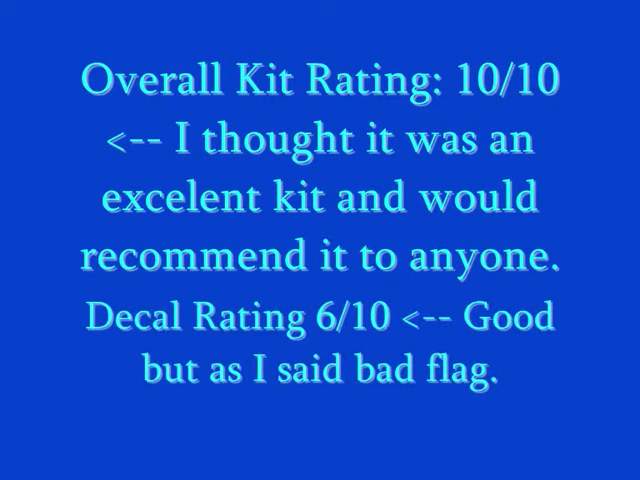 Overall Kit Rating: 10/10
<-- I thought it was an
excelent kit and would
recommend it to anyone.
Decal Rating 6/10 <-- Good
but as I said bad flag.